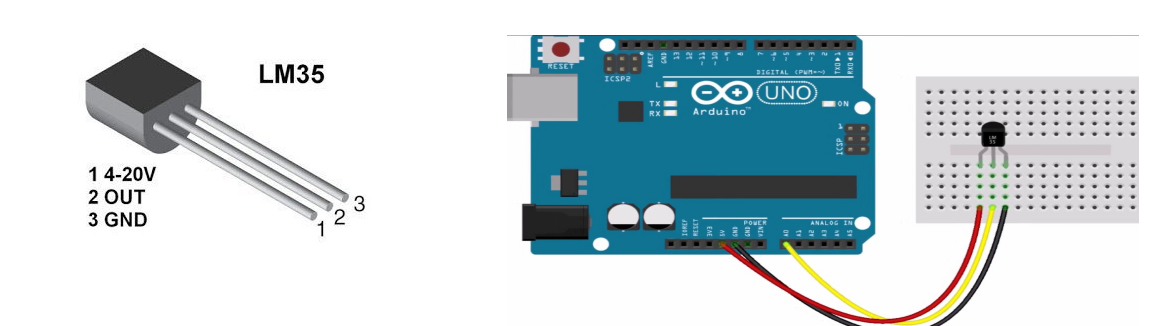 LM35
1 4-20V
2 OUT
3 GND
1
2
3
RESET
ICSP2
AREF
GND
13
12
~11
~10
~9
8
7
~6
~5
4
~3
2
TX▶1
RX◀0
DIGITAL (PWM=~)
L
TX
RX
Arduino
UNO
ON
1
ICSP
POWER
ANALOG IN
IOREF
RESET
3V3
5V
GND
GND
VIN
A0
A1
A2
A3
A4
A5
LM
35